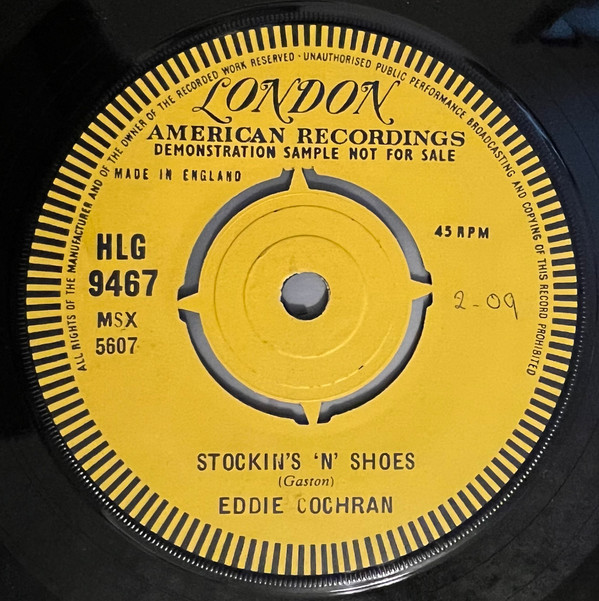 ALL RIGHTS OF THE MANUFACTURER AND OF THE OWNER OF THE RECORDED WORK RESERVED - UNAUTHORISED PUBLIC PERFORMANCE BROADCASTING AND COPYING OF THIS RECORD PROHIBITED
LONDON
AMERICAN RECORDINGS
DEMONSTRATION SAMPLE NOT FOR SALE
MADE IN ENGLAND
45 RPM
HLG
9467
MSX
5607
2-09
STOCKIN'S 'N' SHOES
(Gaston)
EDDIE COCHRAN